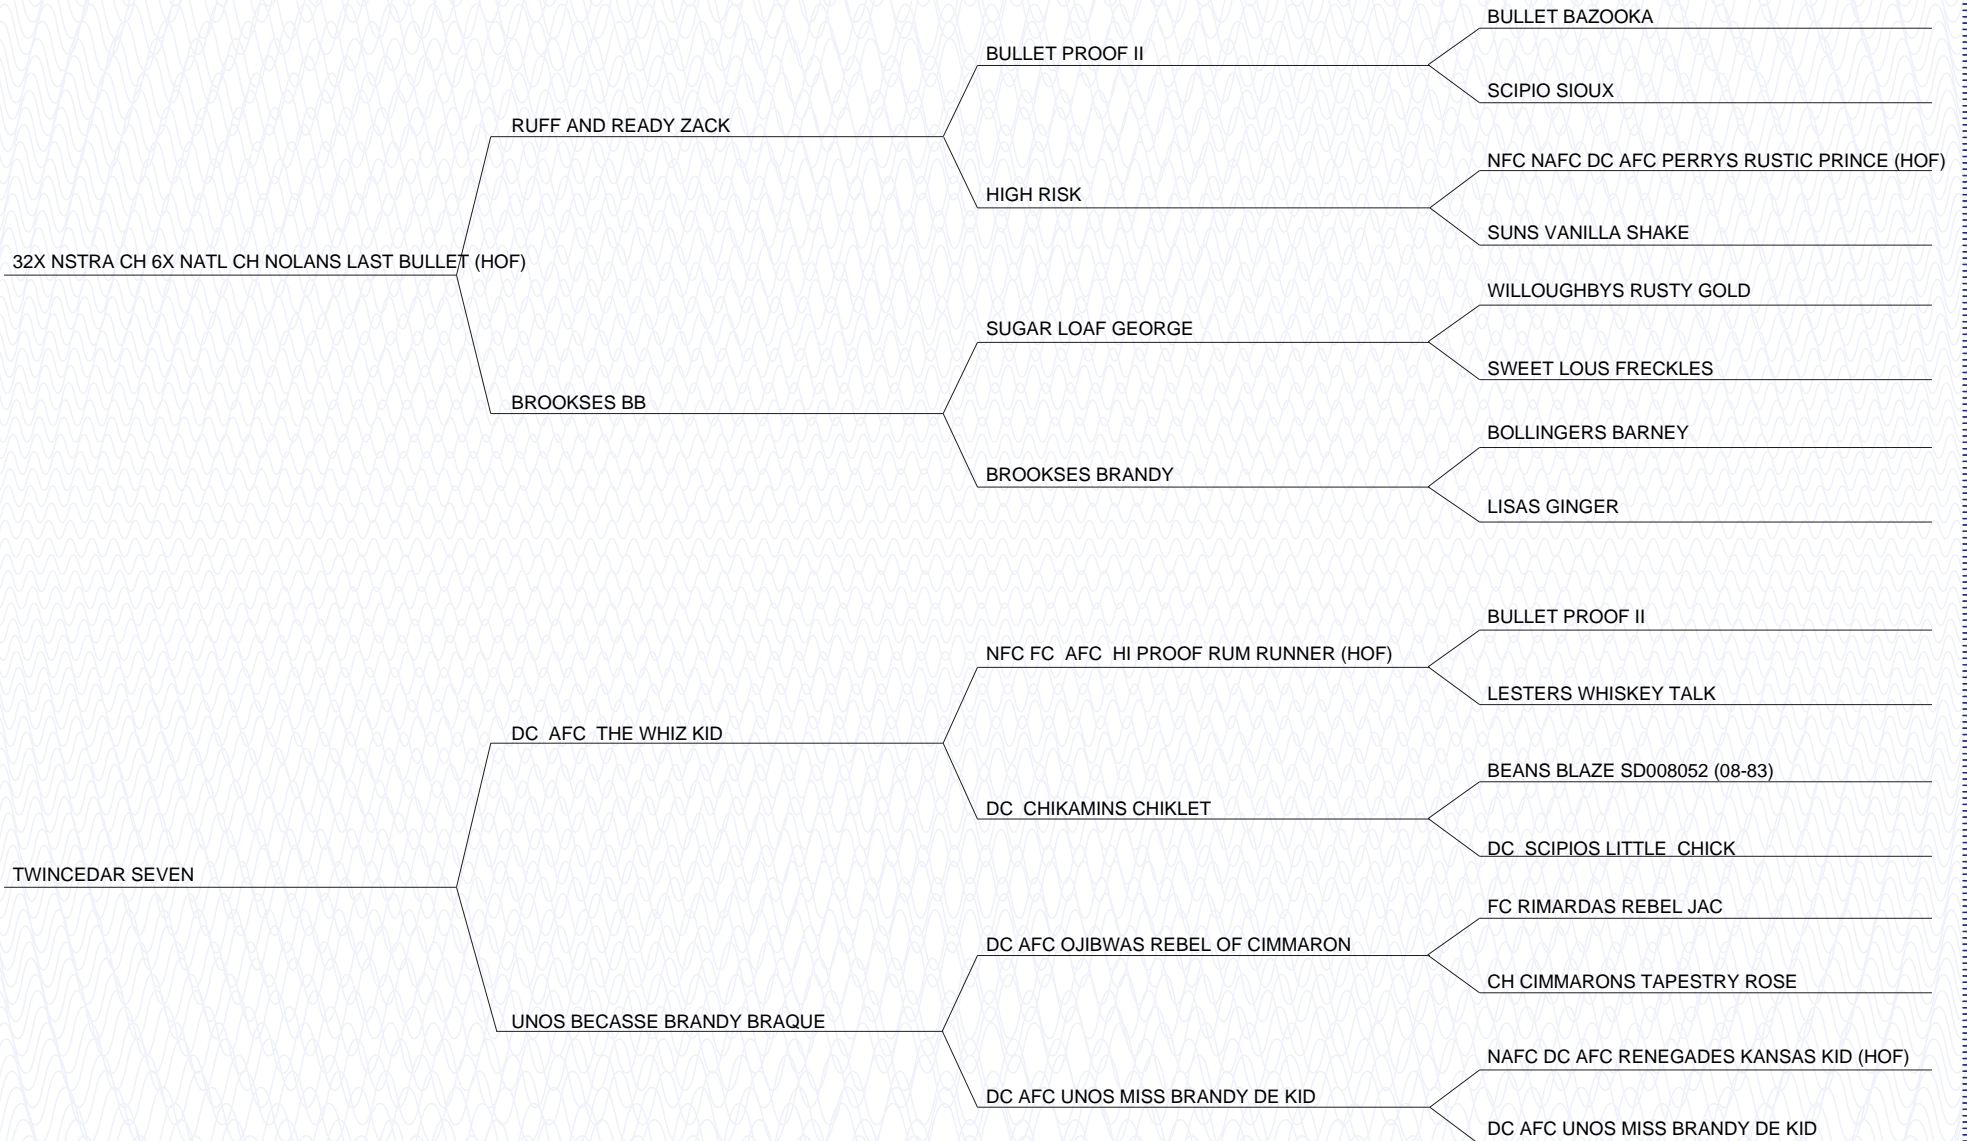 BULLET BAZOOKA
BULLET PROOF II
SCIPIO SIOUX
RUFF AND READY ZACK
NFC NAFC DC AFC PERRYS RUSTIC PRINCE (HOF)
HIGH RISK
SUNS VANILLA SHAKE
32X NSTRA CH 6X NATL CH NOLANS LAST BULLET (HOF)
WILLOUGHBYS RUSTY GOLD
SUGAR LOAF GEORGE
SWEET LOUS FRECKLES
BROOKSES BB
BOLLINGERS BARNEY
BROOKSES BRANDY
LISAS GINGER
BULLET PROOF II
NFC FC  AFC  HI PROOF RUM RUNNER (HOF)
LESTERS WHISKEY TALK
DC  AFC  THE WHIZ KID
BEANS BLAZE SD008052 (08-83)
DC  CHIKAMINS CHIKLET
DC  SCIPIOS LITTLE  CHICK
TWINCEDAR SEVEN
FC RIMARDAS REBEL JAC
DC AFC OJIBWAS REBEL OF CIMMARON
CH CIMMARONS TAPESTRY ROSE
UNOS BECASSE BRANDY BRAQUE
NAFC DC AFC RENEGADES KANSAS KID (HOF)
DC AFC UNOS MISS BRANDY DE KID
DC AFC UNOS MISS BRANDY DE KID